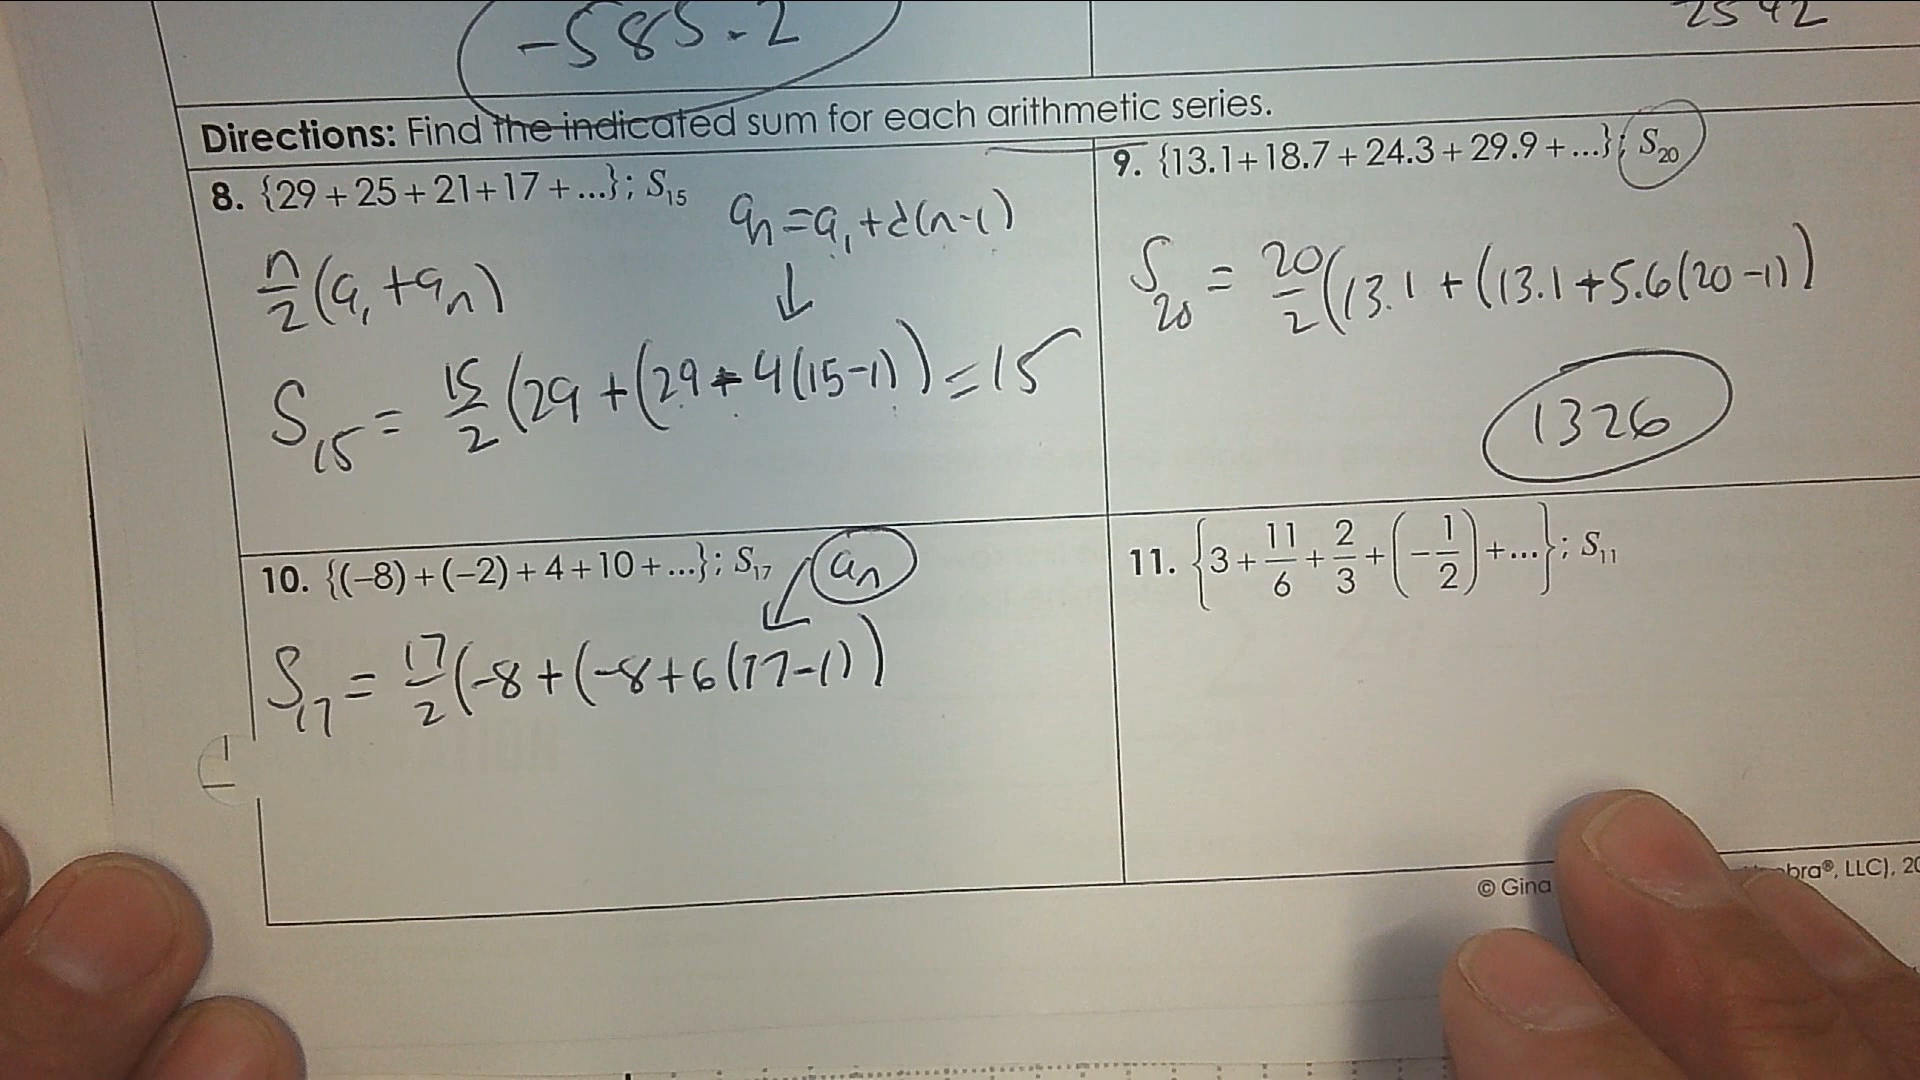 -585.2
2542
Directions: Find the indicated sum for each arithmetic series.
8. {29 + 25 + 21 + 17 + ...}; S₁₅
aₙ = a₁ + d(n-1)
n/2 (a₁ + aₙ)
↓
S₁₅ = 15/2 (29 + (29 - 4(15-1)) = 15
9. {13.1 + 18.7 + 24.3 + 29.9 + ...}; S₂₀
S₂₀ = 20/2 (13.1 + (13.1 + 5.6(20-1))
1326
10. {(-8) + (-2) + 4 + 10 + ...}; S₁₇
aₙ
S₁₇ = 17/2 (-8 + (-8 + 6(17-1))
11. {3 + 11/6 + 2/3 + (-1/2) + ...}; S₁₁
© Gina
bra®, LLC), 20